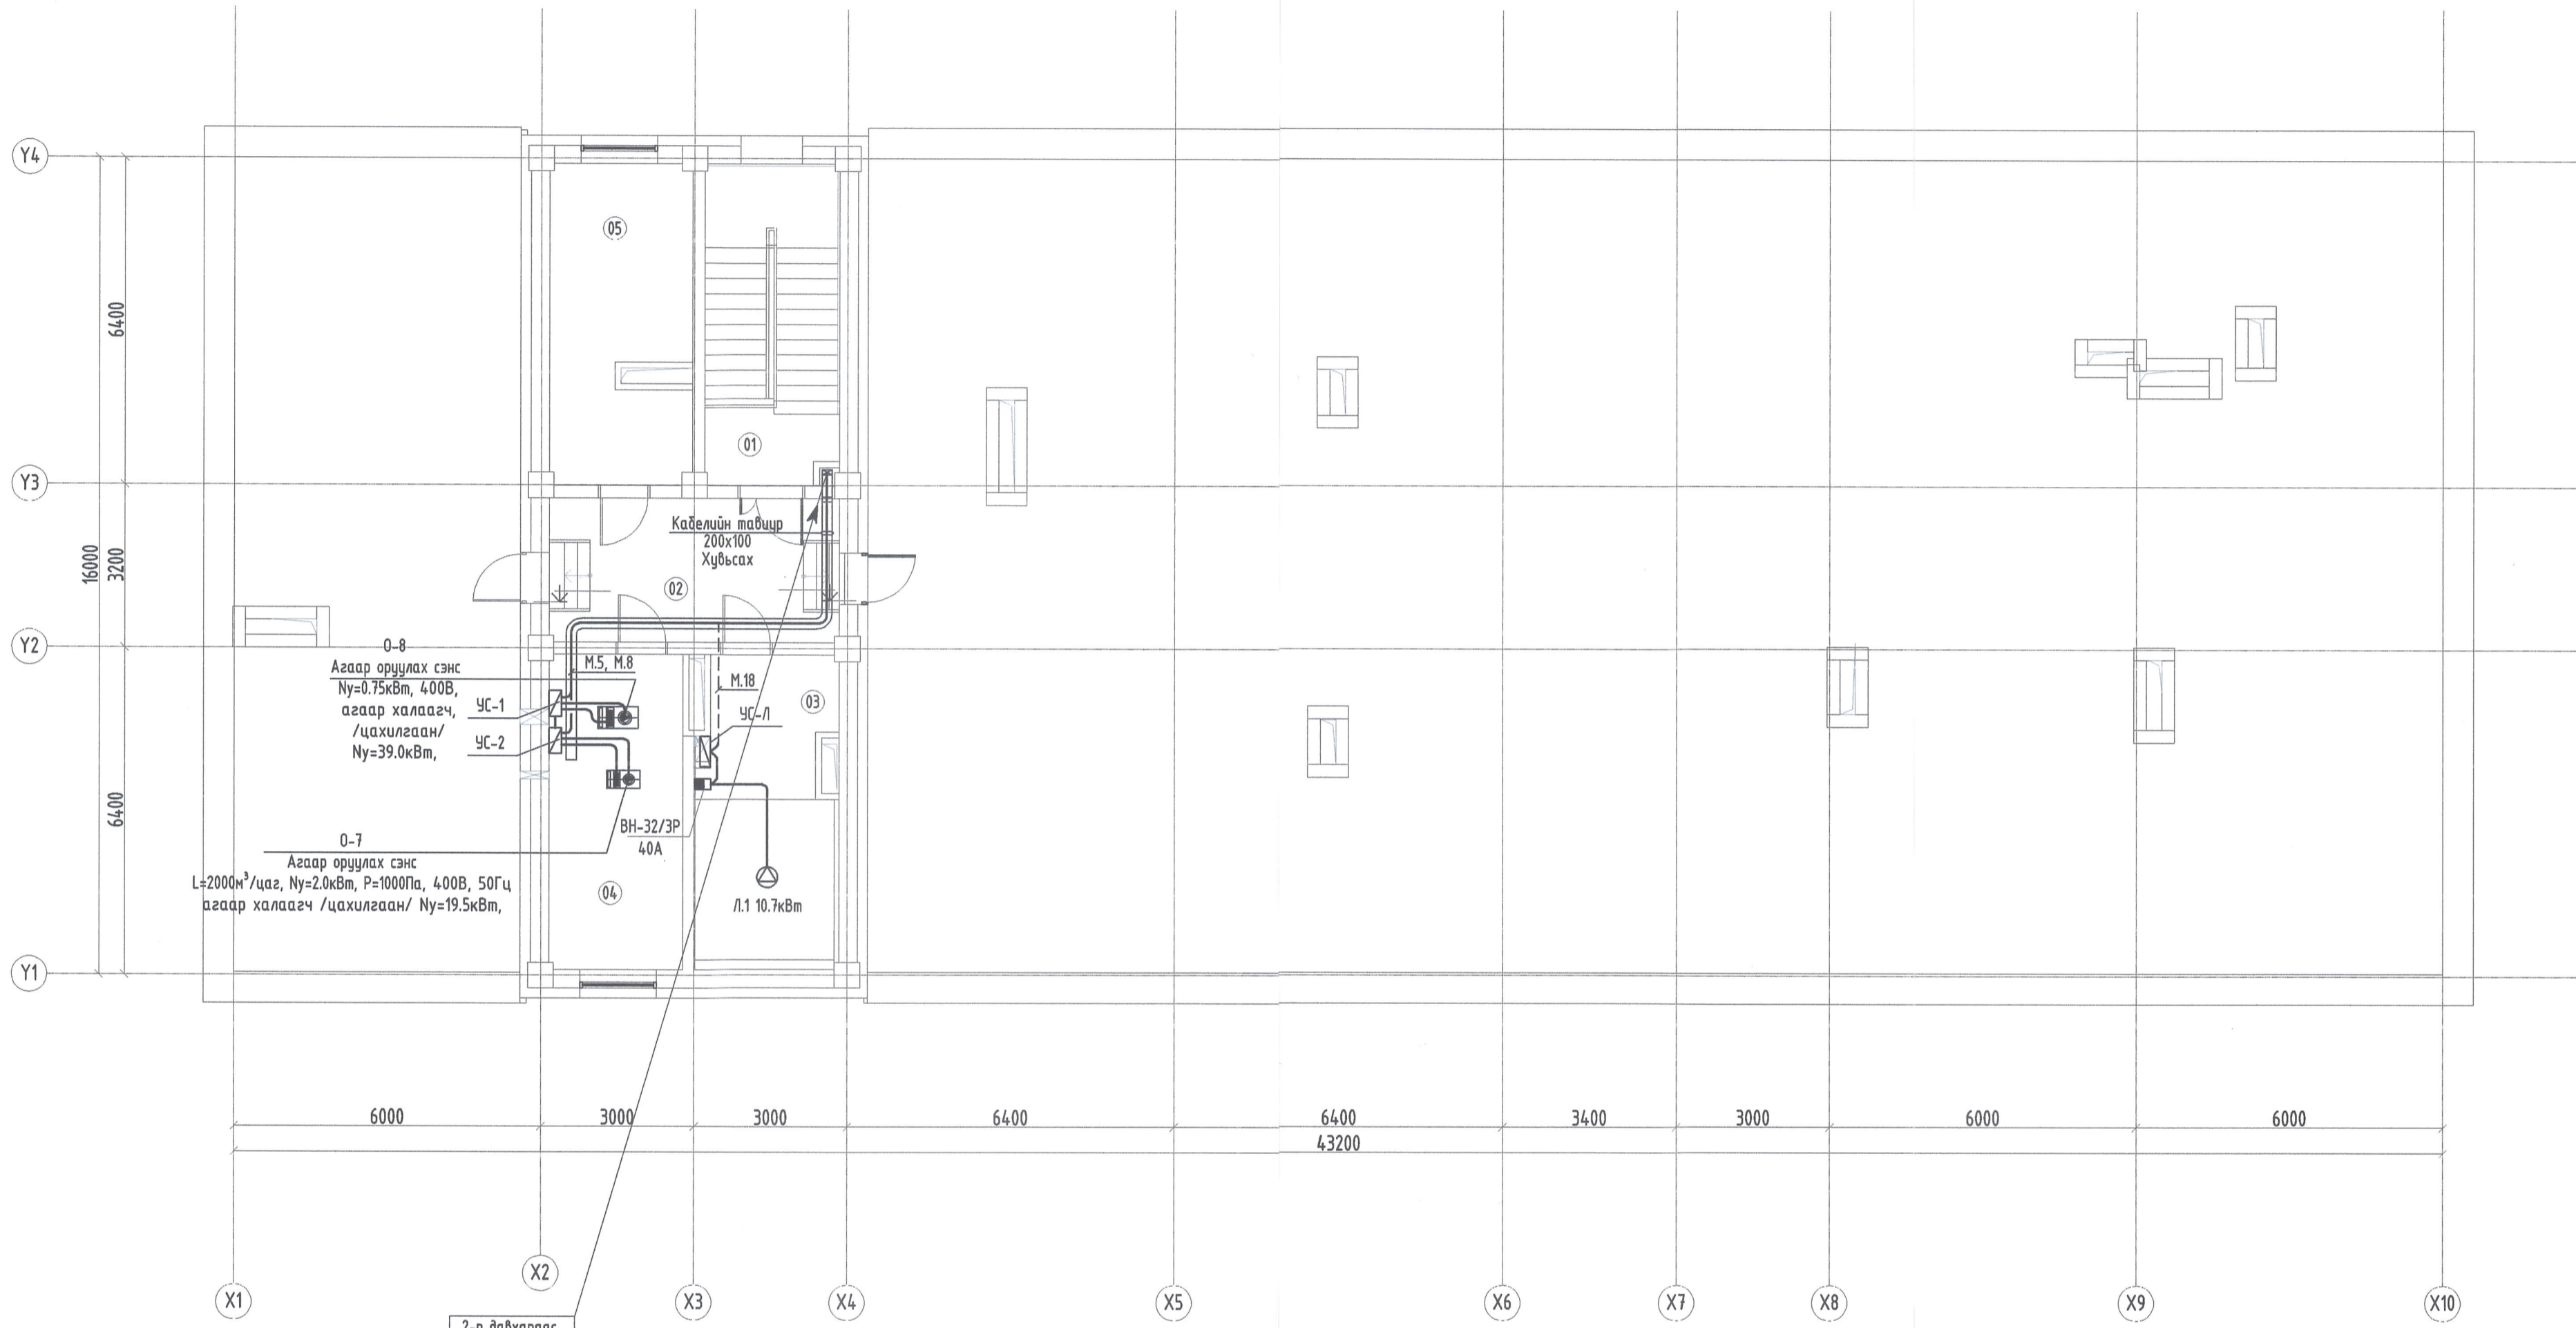 Y4
05
6400
01
Y3
Кабелийн тавиур
200x100
Хувьсах
16000
3200
02
Y2
О-8
Агаар оруулах сэнс
Nу=0.75кВт, 400В,
агаар халаагч,
/цахилгаан/
Nу=39.0кВт,
М.5, М.8
М.18
03
УС-1
УС-Л
УС-2
6400
ВН-32/3Р
40А
О-7
Агаар оруулах сэнс
L=2000м³/цаг, Nу=2.0кВт, P=1000Па, 400В, 50Гц
агаар халаагч /цахилгаан/ Nу=19.5кВт,
04
Л.1 10.7кВт
Y1
6000
3000
3000
6400
6400
3400
3000
6000
6000
43200
X1
X2
X3
X4
X5
X6
X7
X8
X9
X10
2-р давхараас